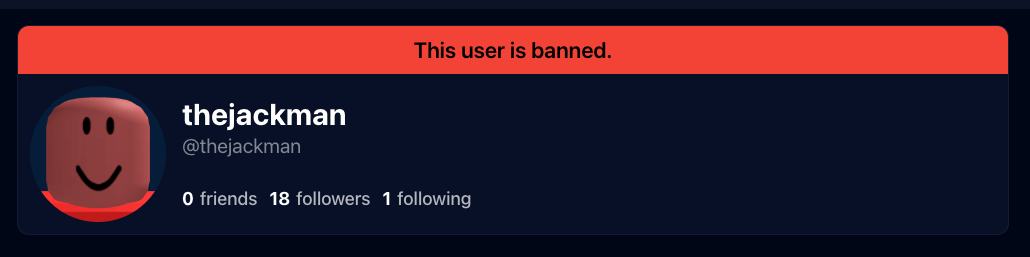 This user is banned.
thejackman
@thejackman
0 friends 18 followers 1 following